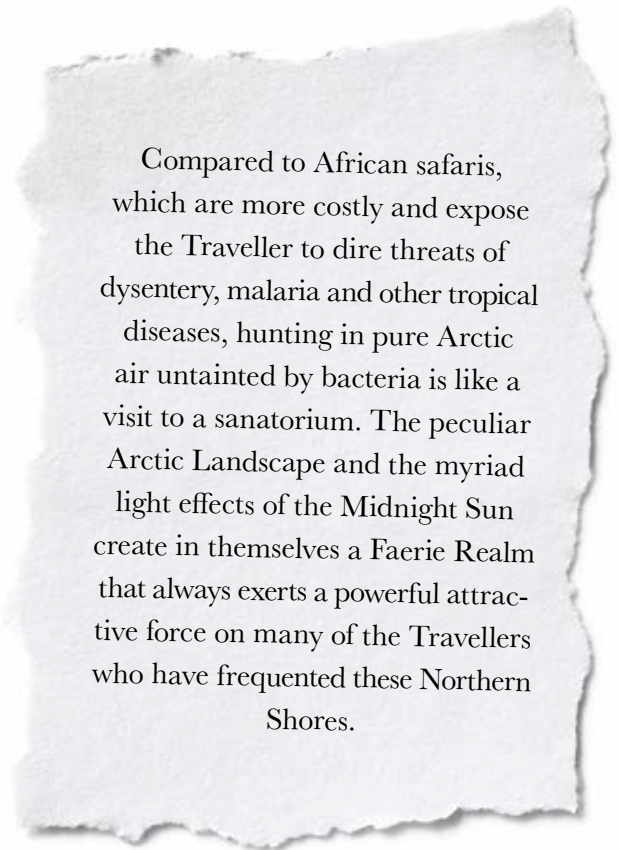 Compared to African safaris,
which are more costly and expose
the Traveller to dire threats of
dysentery, malaria and other tropical
diseases, hunting in pure Arctic
air untainted by bacteria is like a
visit to a sanatorium. The peculiar
Arctic Landscape and the myriad
light effects of the Midnight Sun
create in themselves a Faerie Realm
that always exerts a powerful attrac-
tive force on many of the Travellers
who have frequented these Northern
Shores.